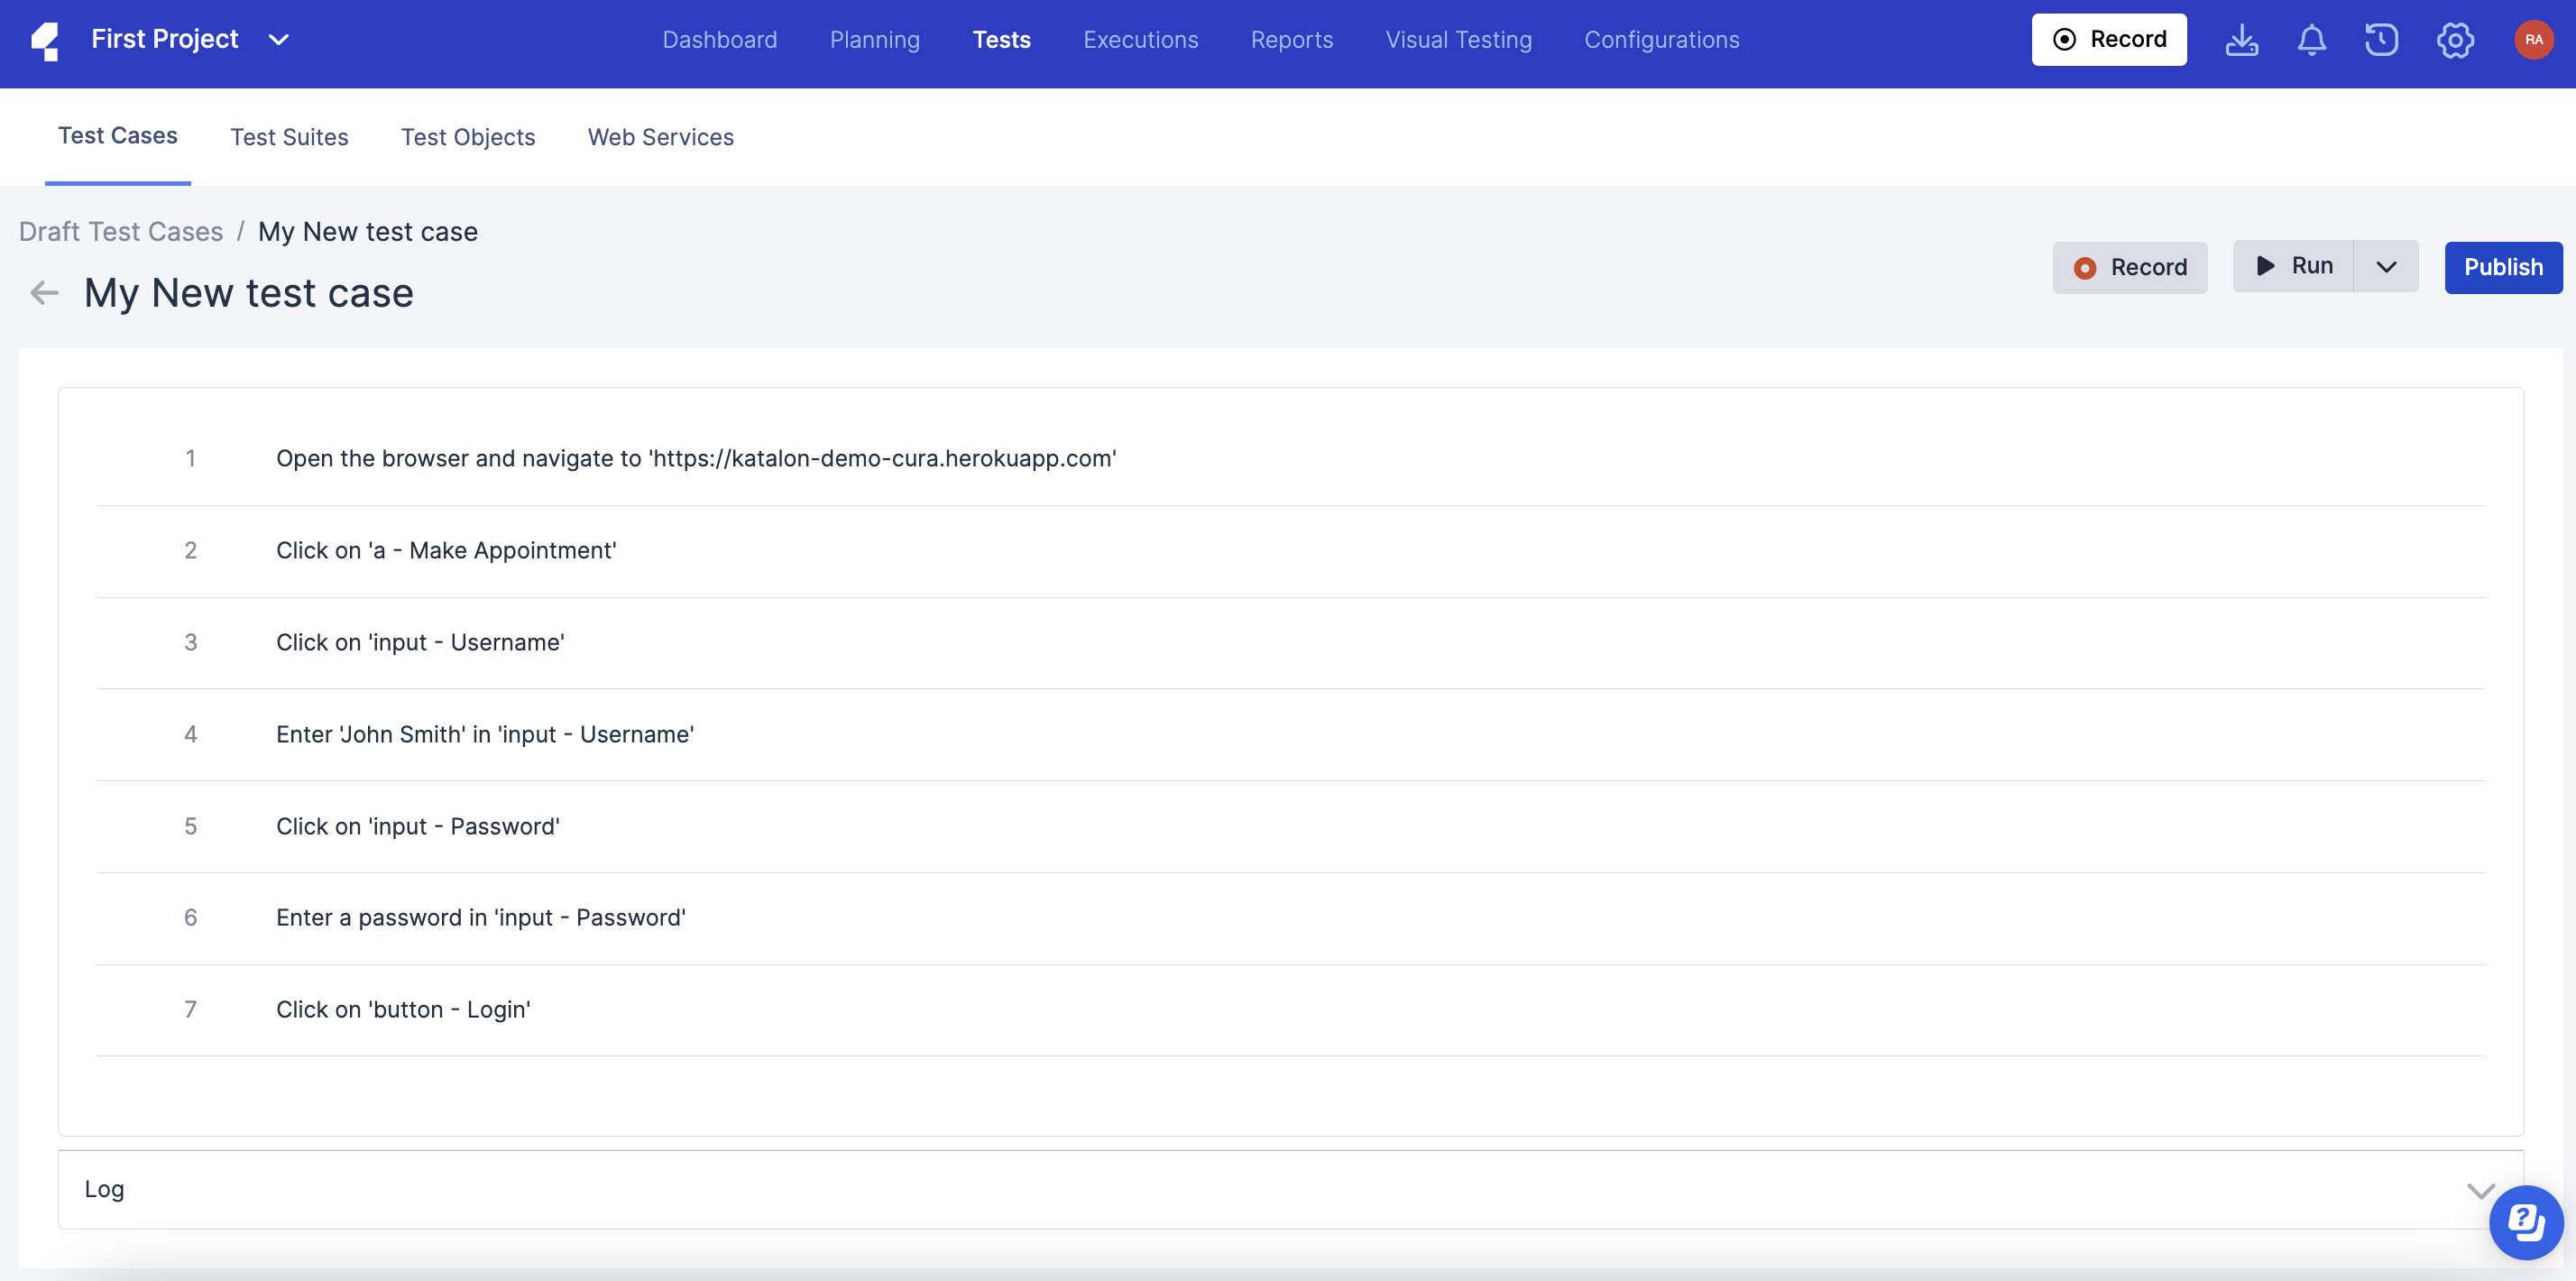 First Project
Dashboard Planning Tests Executions Reports Visual Testing Configurations
Record
RA
Test Cases Test Suites Test Objects Web Services
Draft Test Cases / My New test case
My New test case
Record Run Publish
1 Open the browser and navigate to 'https://katalon-demo-cura.herokuapp.com'
2 Click on 'a - Make Appointment'
3 Click on 'input - Username'
4 Enter 'John Smith' in 'input - Username'
5 Click on 'input - Password'
6 Enter a password in 'input - Password'
7 Click on 'button - Login'
Log
?